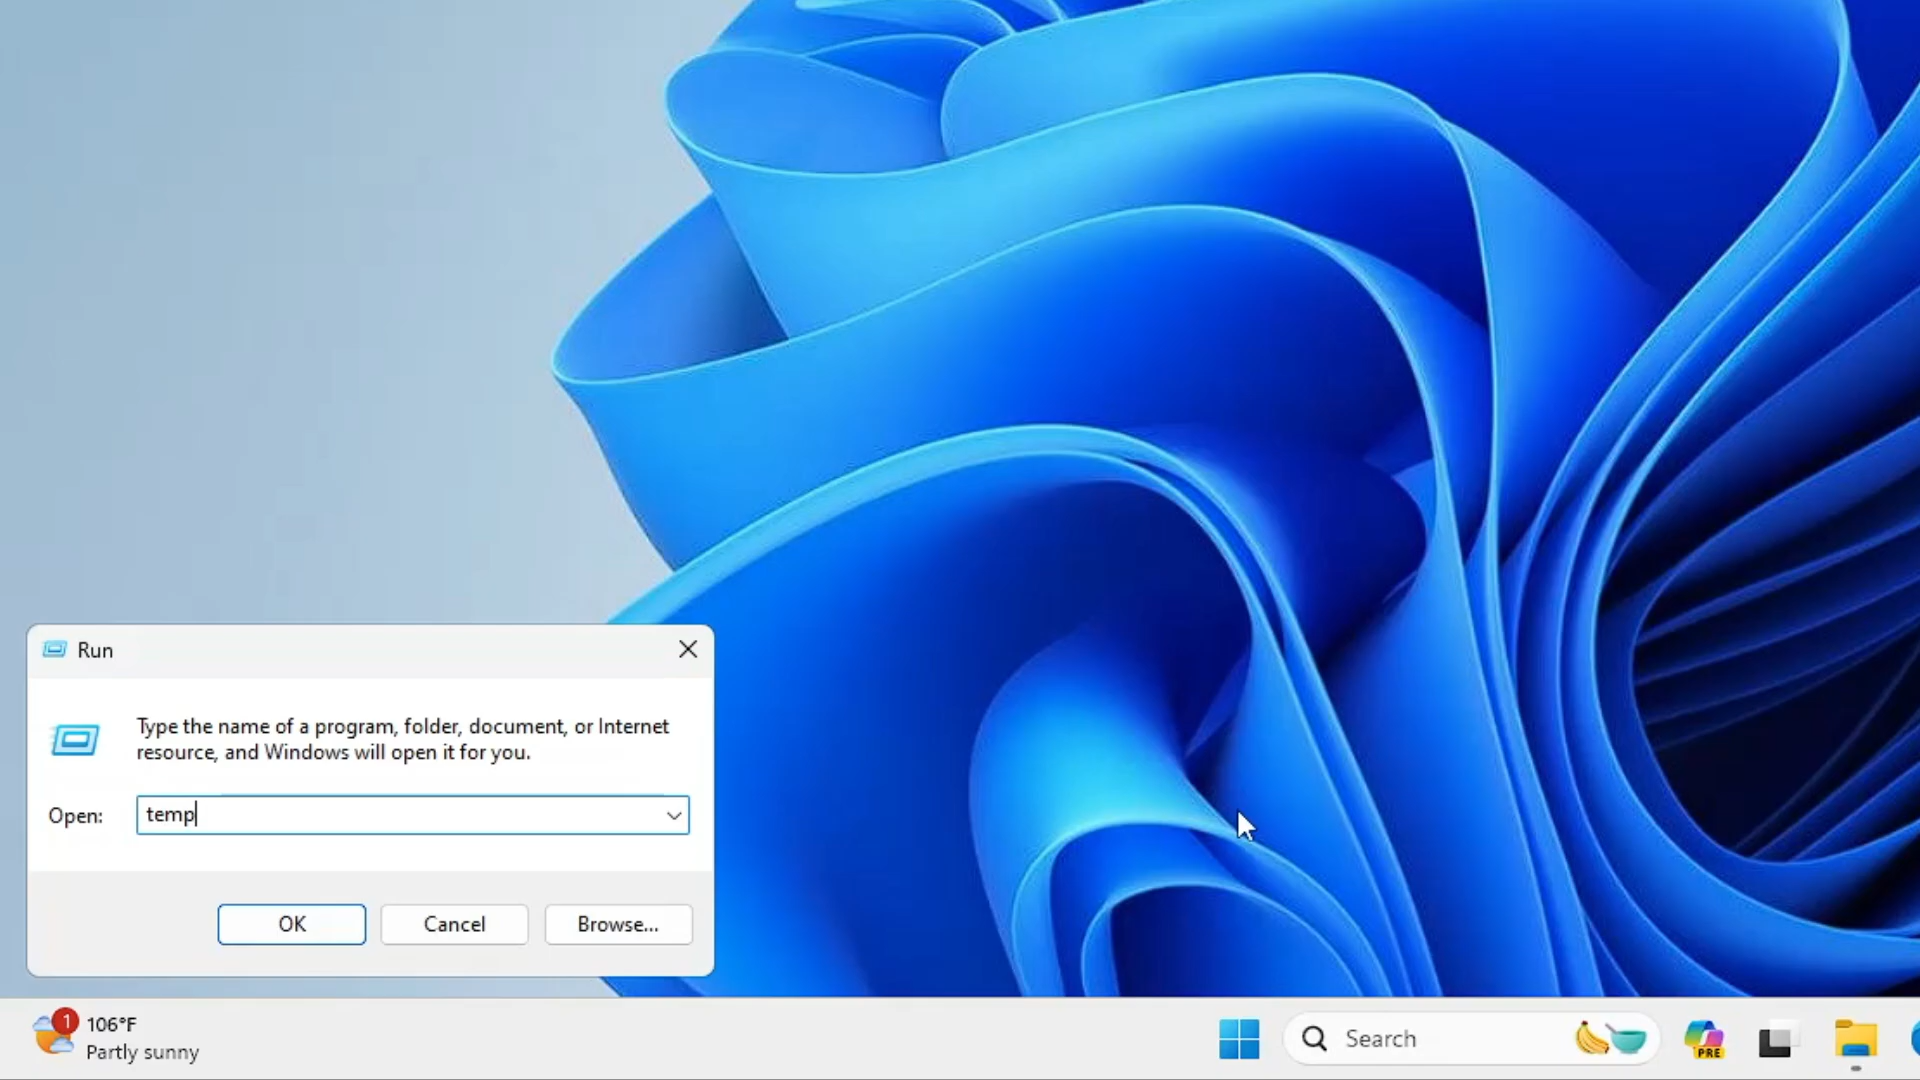 Run
Type the name of a program, folder, document, or Internet
resource, and Windows will open it for you.
Open: temp
OK Cancel Browse...
1
106°F
Partly sunny
Search
PRE